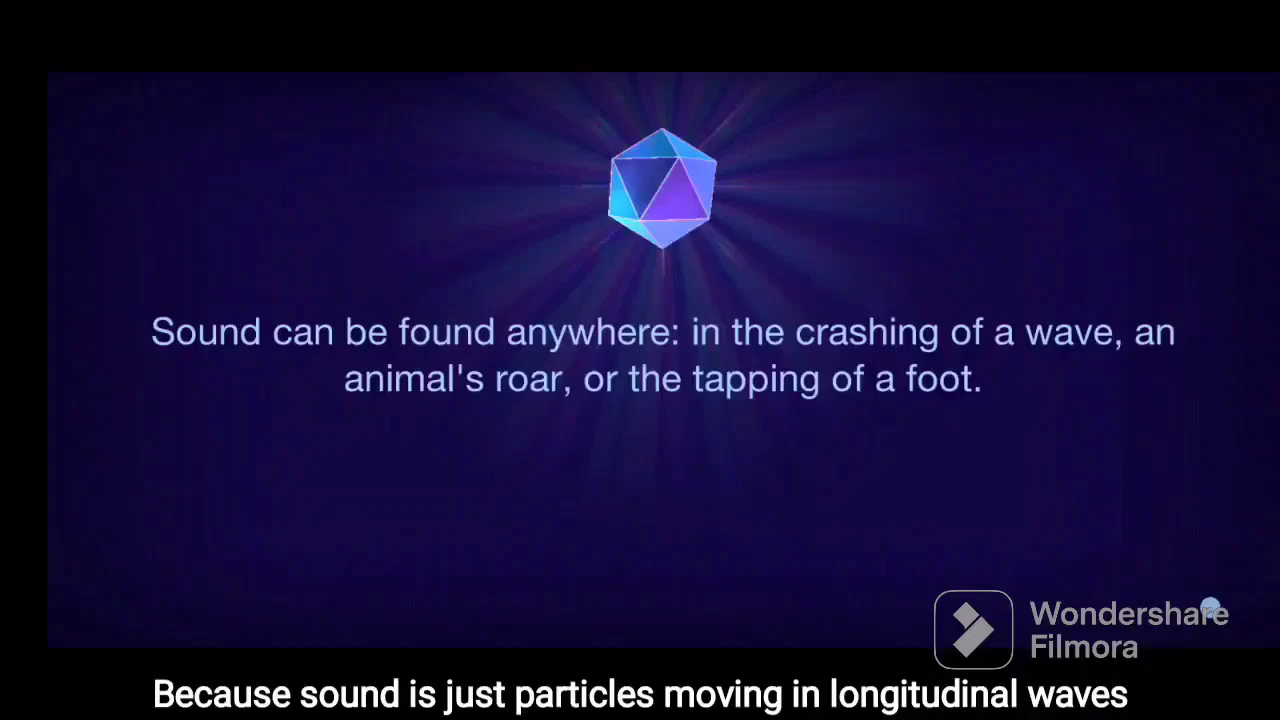 Sound can be found anywhere: in the crashing of a wave, an
animal's roar, or the tapping of a foot.
Wondershare
Filmora
Because sound is just particles moving in longitudinal waves